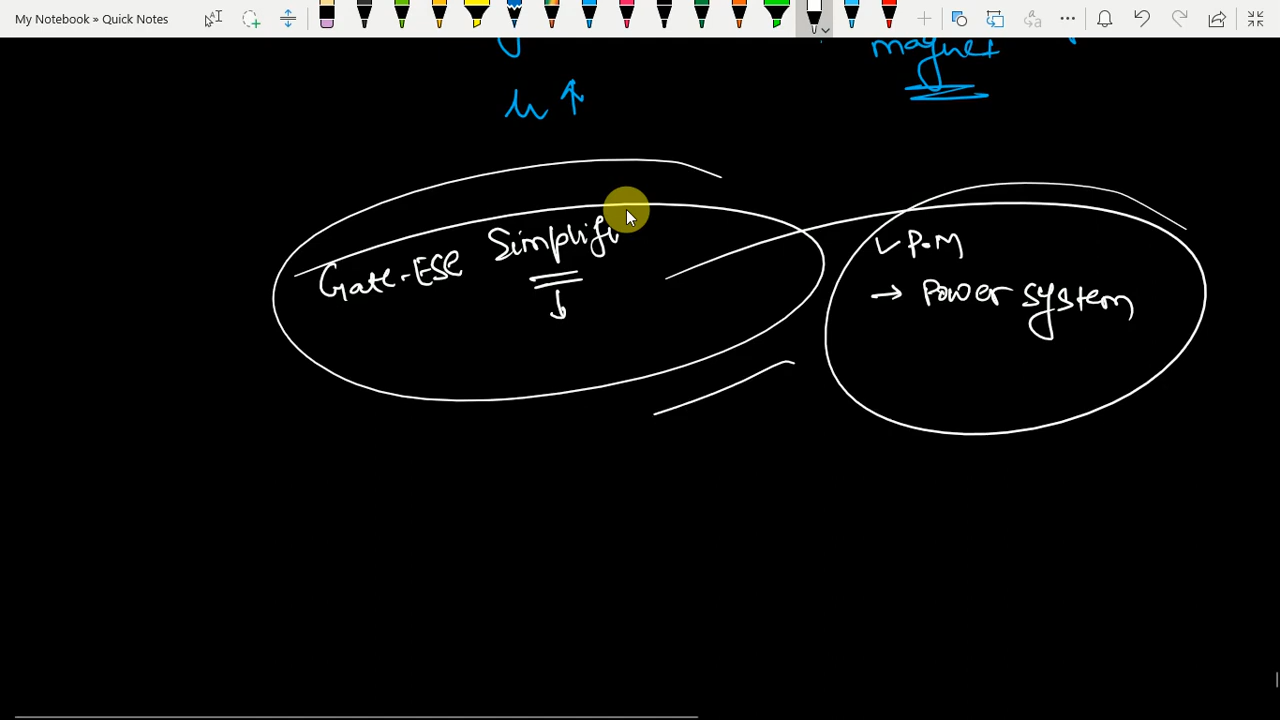 My Notebook » Quick Notes
magnet
μ ↑
Gate-ESE Simplifi
↓
✓ P.M
→ Power system